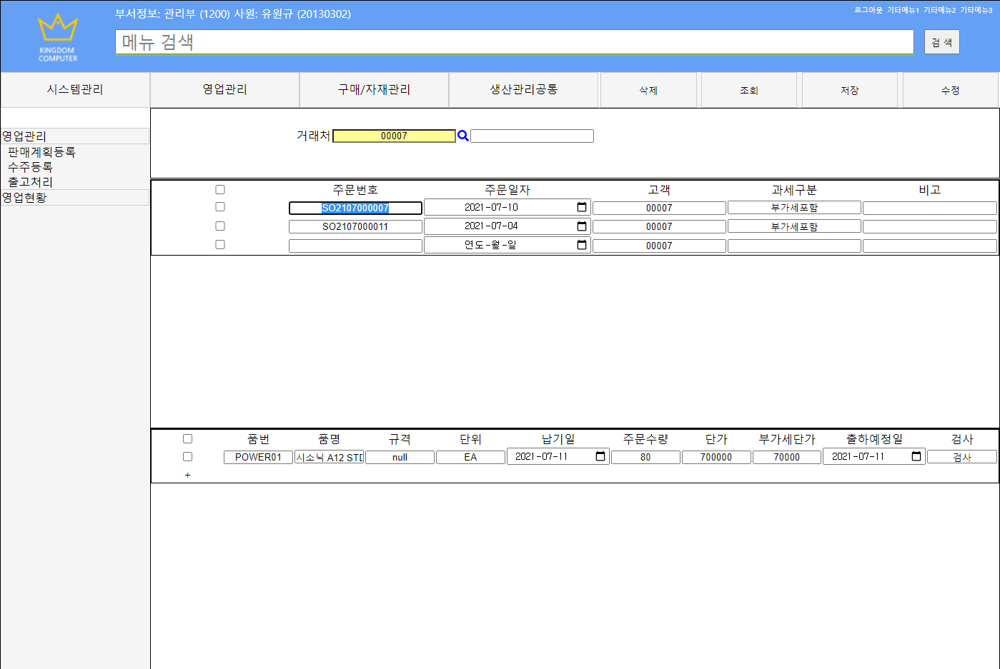 부서정보: 관리부 (1200) 사원: 유원규 (20130302)
로그아웃 기타메뉴1 기타메뉴2 기타메뉴3
KINGDOM
COMPUTER
메뉴 검색
검 색
시스템관리 영업관리 구매/자재관리 생산관리공통 삭제 조회 저장 수정
영업관리
판매계획등록
수주등록
출고처리
영업현황
거래처 00007
주문번호 주문일자 고객 과세구분 비고
SO2107000007 2021-07-10 00007 부가세포함
SO2107000011 2021-07-04 00007 부가세포함
연도-월-일 00007
품번 품명 규격 단위 납기일 주문수량 단가 부가세단가 출하예정일 검사
POWER01 시소닉 A12 STD null EA 2021-07-11 80 700000 70000 2021-07-11 검사
+